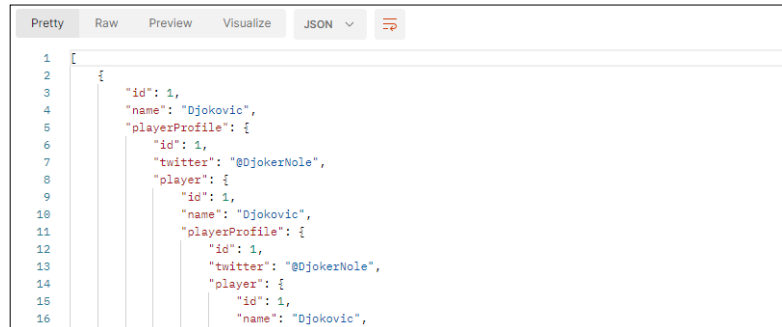 Pretty Raw Preview Visualize JSON
1 [
2 {
3 "id": 1,
4 "name": "Djokovic",
5 "playerProfile": {
6 "id": 1,
7 "twitter": "@DjokerNole",
8 "player": {
9 "id": 1,
10 "name": "Djokovic",
11 "playerProfile": {
12 "id": 1,
13 "twitter": "@DjokerNole",
14 "player": {
15 "id": 1,
16 "name": "Djokovic",